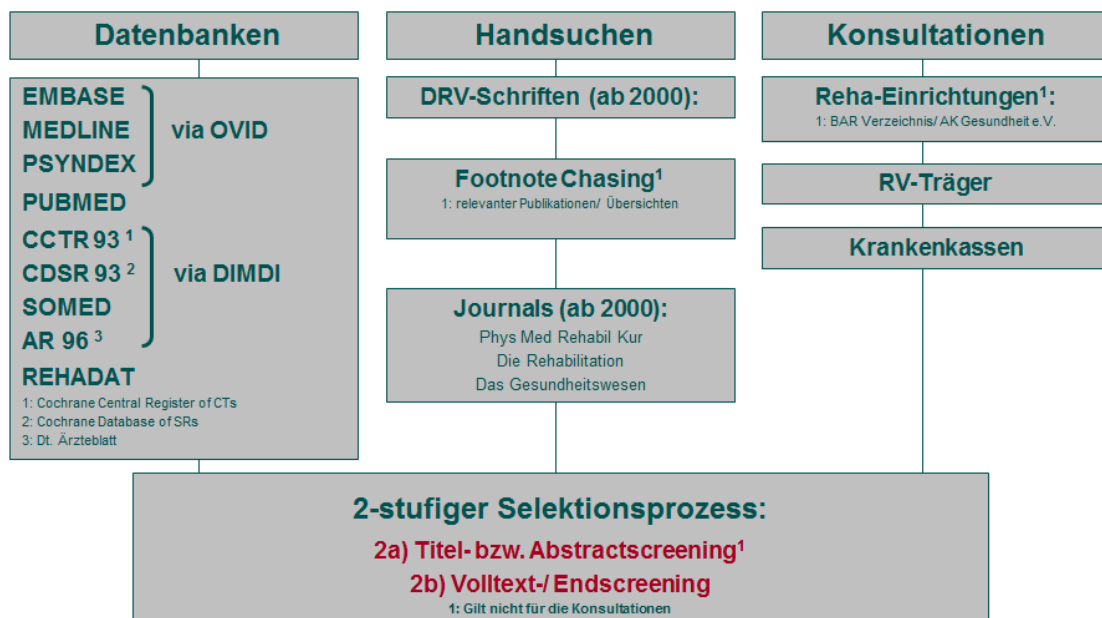 Datenbanken
EMBASE
MEDLINE
PSYNDEX
via OVID
PUBMED
CCTR 93 ¹
CDSR 93 ²
SOMED
AR 96 ³
via DIMDI
REHADAT
1: Cochrane Central Register of CTs
2: Cochrane Database of SRs
3: Dt. Ärzteblatt
Handsuchen
DRV-Schriften (ab 2000):
Footnote Chasing¹
1: relevanter Publikationen/ Übersichten
Journals (ab 2000):
Phys Med Rehabil Kur
Die Rehabilitation
Das Gesundheitswesen
Konsultationen
Reha-Einrichtungen¹:
1: BAR Verzeichnis/ AK Gesundheit e.V.
RV-Träger
Krankenkassen
2-stufiger Selektionsprozess:
2a) Titel- bzw. Abstractscreening¹
2b) Volltext-/ Endscreening
1: Gilt nicht für die Konsultationen